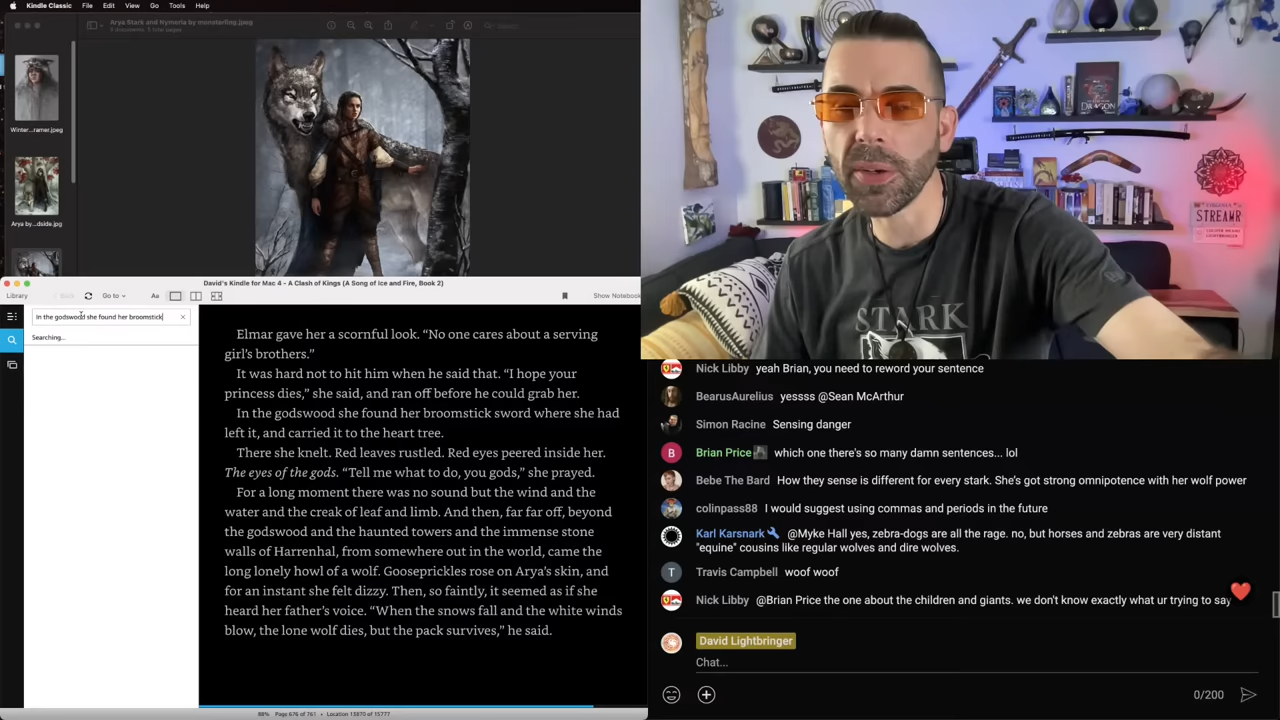 Kindle Classic File Edit View Go Tools Window Help
Arya Stark and Nymeria by monsterling.jpeg
Winter...ramer.jpeg
Arya by...dside.jpg
David's Kindle for Mac 4 - A Clash of Kings (A Song of Ice and Fire, Book 2)
Library Back Go to Aa Show Notebook
In the godswood she found her broomstick
Searching...
Elmar gave her a scornful look. “No one cares about a serving
girl’s brothers.”
It was hard not to hit him when he said that. “I hope your
princess dies,” she said, and ran off before he could grab her.
In the godswood she found her broomstick sword where she had
left it, and carried it to the heart tree.
There she knelt. Red leaves rustled. Red eyes peered inside her.
The eyes of the gods. “Tell me what to do, you gods,” she prayed.
For a long moment there was no sound but the wind and the
water and the creak of leaf and limb. And then, far far off, beyond
the godswood and the haunted towers and the immense stone
walls of Harrenhal, from somewhere out in the world, came the
long lonely howl of a wolf. Gooseprickles rose on Arya’s skin, and
for an instant she felt dizzy. Then, so faintly, it seemed as if she
heard her father’s voice. “When the snows fall and the white winds
blow, the lone wolf dies, but the pack survives,” he said.
88% Page 676 of 761 • Location 13870 of 15777
DRAGON
STREAMR
STARK
Nick Libby yeah Brian, you need to reword your sentence
BearusAurelius yessss @Sean McArthur
Simon Racine Sensing danger
B Brian Price which one there's so many damn sentences... lol
Bebe The Bard How they sense is different for every stark. She's got strong omnipotence with her wolf power
colinpass88 I would suggest using commas and periods in the future
Karl Karsnark @Myke Hall yes, zebra-dogs are all the rage. no, but horses and zebras are very distant
"equine" cousins like regular wolves and dire wolves.
T Travis Campbell woof woof
Nick Libby @Brian Price the one about the children and giants. we don't know exactly what ur trying to say
David Lightbringer
Chat...
0/200